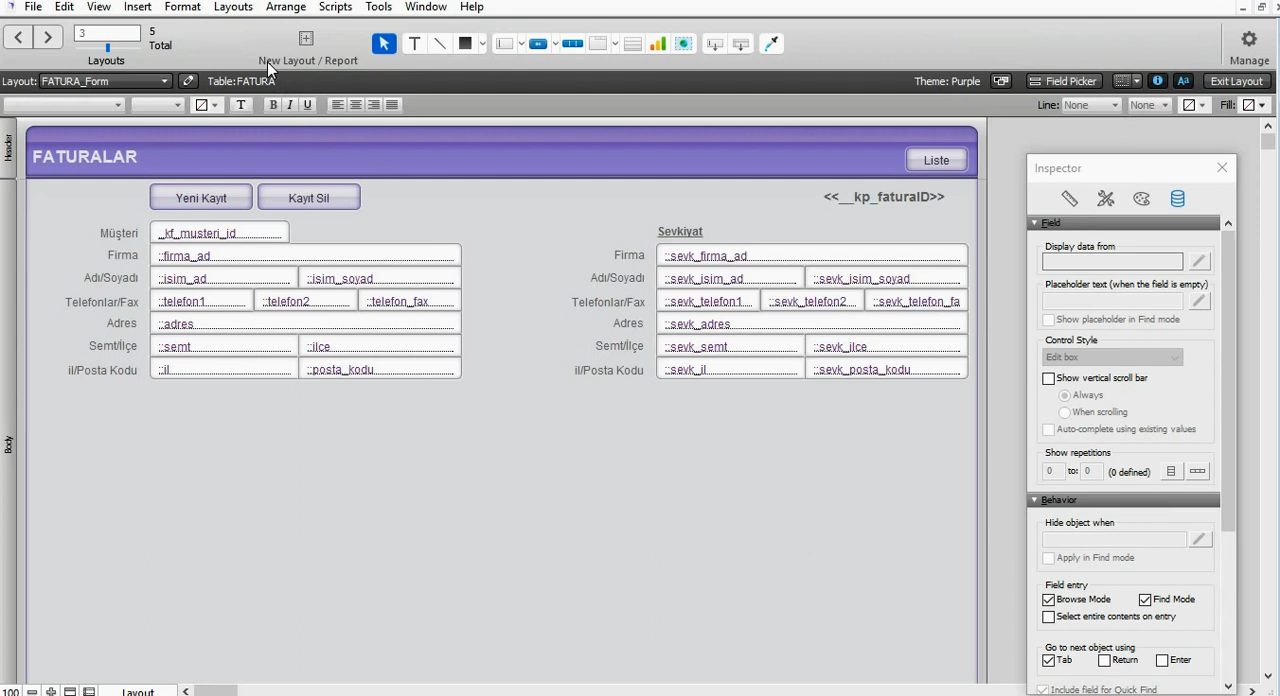 File Edit View Insert Format Layouts Arrange Scripts Tools Window Help
3 5
Total
Layouts New Layout / Report Manage
Layout: FATURA_Form Table:FATURA Theme: Purple Field Picker Aa Exit Layout
T B I U Line: None None Fill:
Header
FATURALAR Liste
Yeni Kayıt Kayıt Sil <<__kp_faturaID>>
Müşteri _kf_musteri_id Sevkiyat
Firma ::firma_ad Firma ::sevk_firma_ad
Adı/Soyadı ::isim_ad ::isim_soyad Adı/Soyadı ::sevk_isim_ad ::sevk_isim_soyad
Telefonlar/Fax ::telefon1 ::telefon2 ::telefon_fax Telefonlar/Fax ::sevk_telefon1 ::sevk_telefon2 ::sevk_telefon_fa
Adres ::adres Adres ::sevk_adres
Semt/İlçe ::semt ::ilce Semt/İlçe ::sevk_semt ::sevk_ilce
il/Posta Kodu ::il ::posta_kodu il/Posta Kodu ::sevk_il ::sevk_posta_kodu
Body
Inspector
Field
Display data from
Placeholder text (when the field is empty)
Show placeholder in Find mode
Control Style
Edit box
Show vertical scroll bar
Always
When scrolling
Auto-complete using existing values
Show repetitions
0 to: 0 (0 defined)
Behavior
Hide object when
Apply in Find mode
Field entry
Browse Mode Find Mode
Select entire contents on entry
Go to next object using
Tab Return Enter
Include field for Quick Find
100 Layout